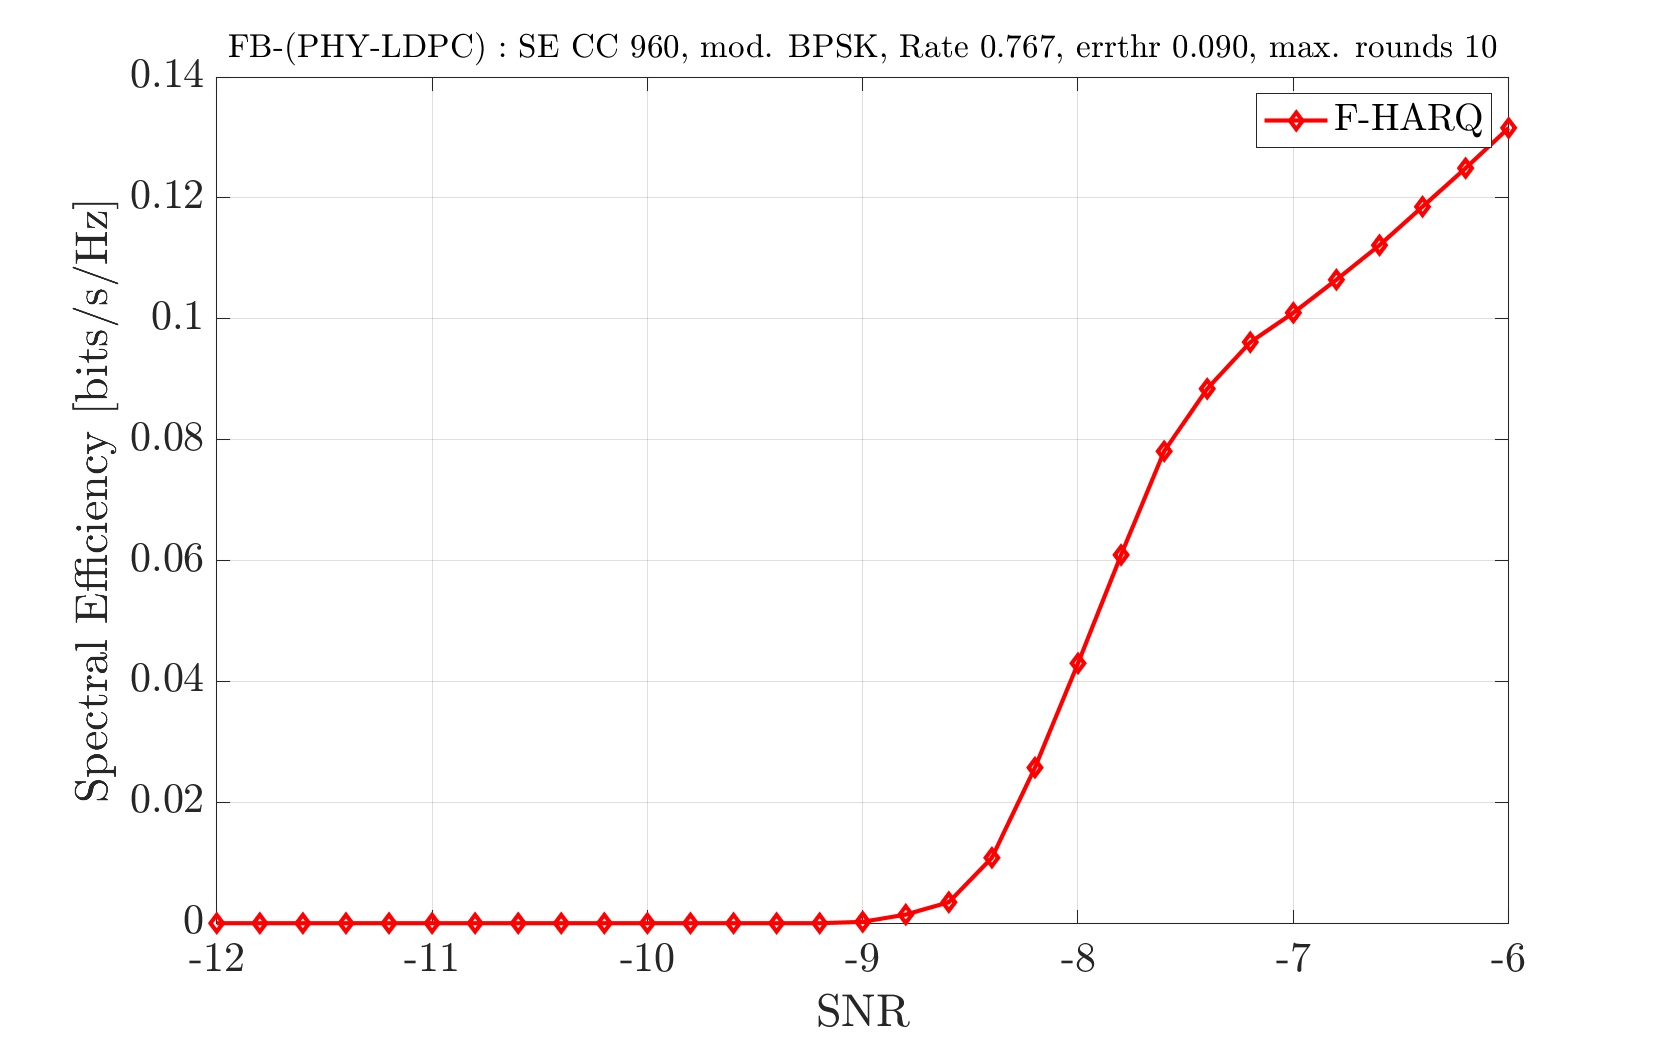 FB-(PHY-LDPC) : SE CC 960, mod. BPSK, Rate 0.767, errthr 0.090, max. rounds 10
F-HARQ
Spectral Efficiency [bits/s/Hz]
0.14
0.12
0.1
0.08
0.06
0.04
0.02
0
-12 -11 -10 -9 -8 -7 -6
SNR